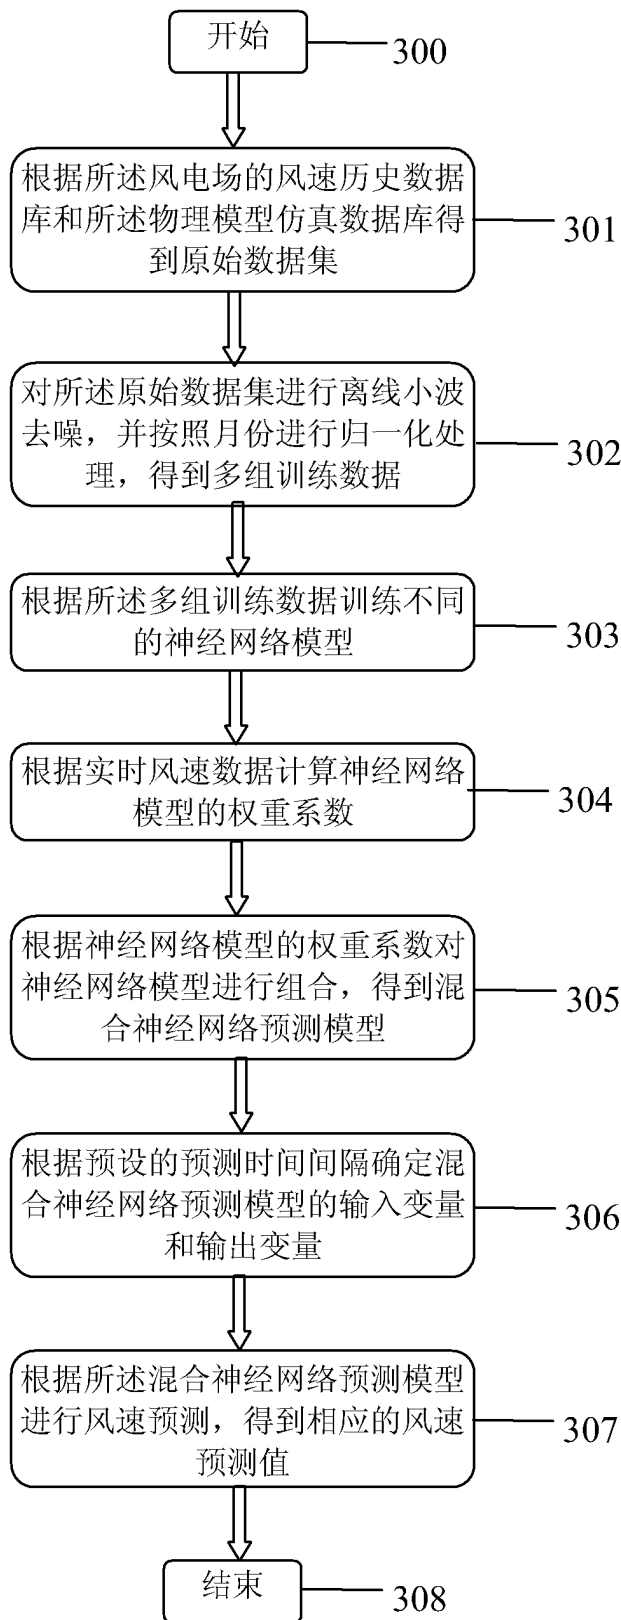 开始
300
根据所述风电场的风速历史数据
库和所述物理模型仿真数据库得
到原始数据集
301
对所述原始数据集进行离线小波
去噪，并按照月份进行归一化处
理，得到多组训练数据
302
根据所述多组训练数据训练不同
的神经网络模型
303
根据实时风速数据计算神经网络
模型的权重系数
304
根据神经网络模型的权重系数对
神经网络模型进行组合，得到混
合神经网络预测模型
305
根据预设的预测时间间隔确定混
合神经网络预测模型的输入变量
和输出变量
306
根据所述混合神经网络预测模型
进行风速预测，得到相应的风速
预测值
307
结束
308